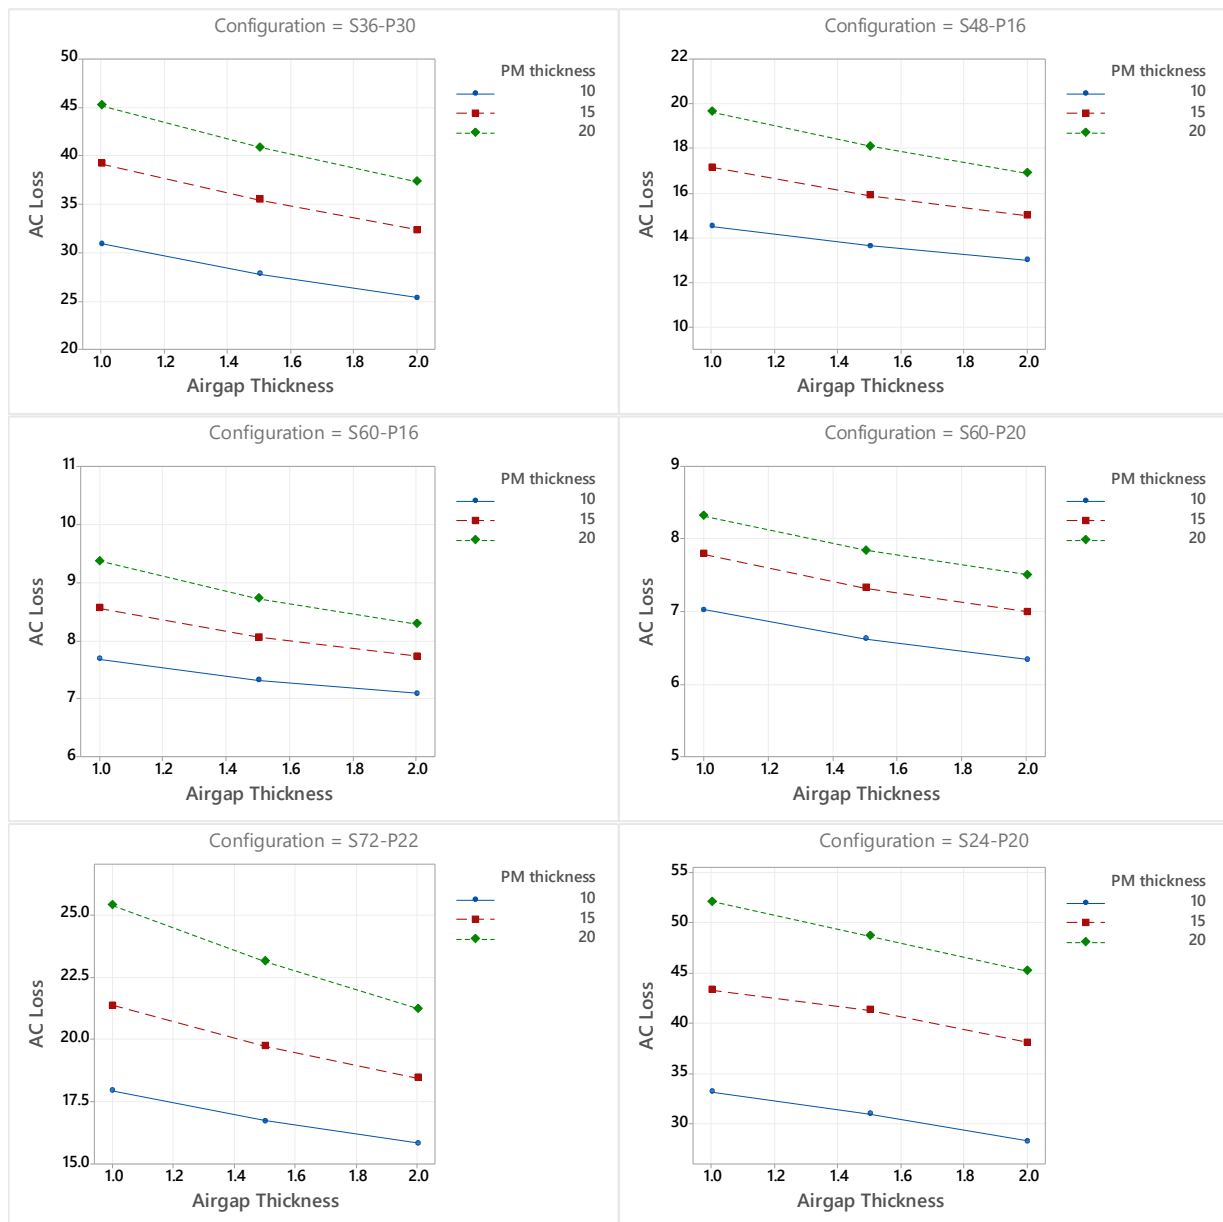 Configuration = S36-P30
50
45
40
35
30
25
20
AC Loss
1.0 1.2 1.4 1.6 1.8 2.0
Airgap Thickness
PM thickness
10
15
20
Configuration = S48-P16
22
20
18
16
14
12
10
AC Loss
1.0 1.2 1.4 1.6 1.8 2.0
Airgap Thickness
PM thickness
10
15
20
Configuration = S60-P16
11
10
9
8
7
6
AC Loss
1.0 1.2 1.4 1.6 1.8 2.0
Airgap Thickness
PM thickness
10
15
20
Configuration = S60-P20
9
8
7
6
5
AC Loss
1.0 1.2 1.4 1.6 1.8 2.0
Airgap Thickness
PM thickness
10
15
20
Configuration = S72-P22
25.0
22.5
20.0
17.5
15.0
AC Loss
1.0 1.2 1.4 1.6 1.8 2.0
Airgap Thickness
PM thickness
10
15
20
Configuration = S24-P20
55
50
45
40
35
30
AC Loss
1.0 1.2 1.4 1.6 1.8 2.0
Airgap Thickness
PM thickness
10
15
20